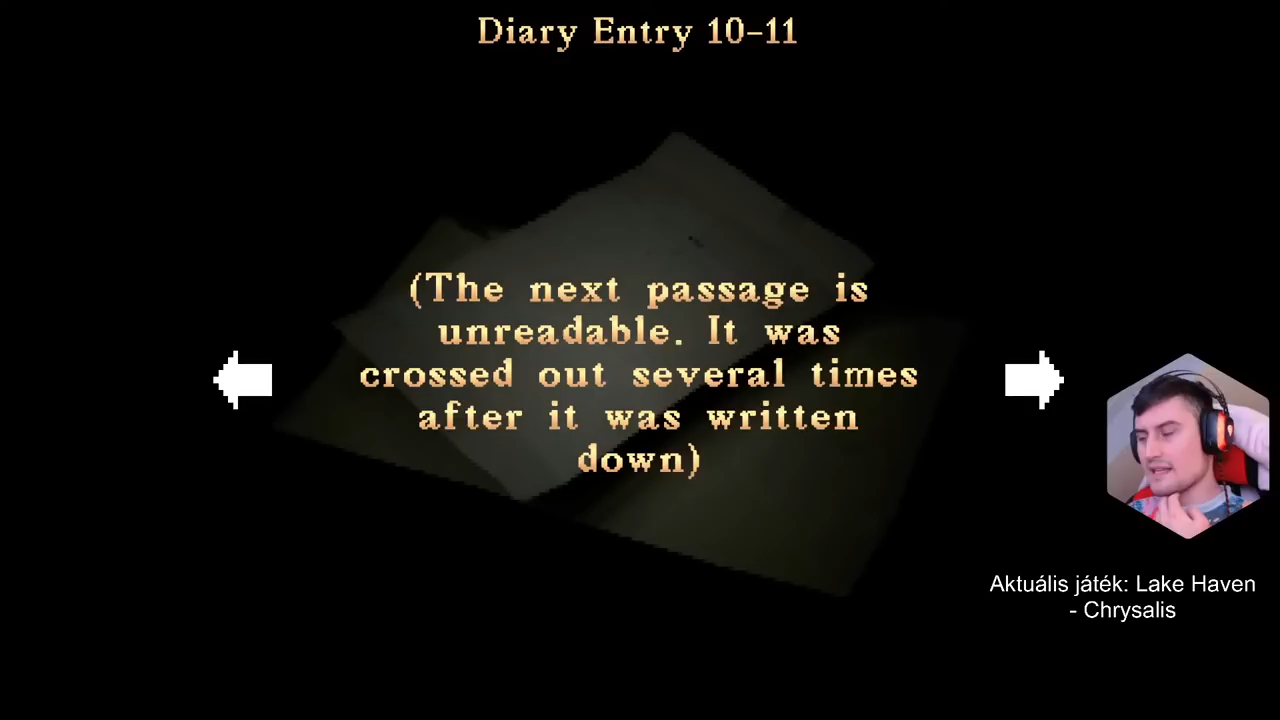 Diary Entry 10-11
(The next passage is
unreadable. It was
crossed out several times
after it was written
down)
Aktuális játék: Lake Haven
- Chrysalis